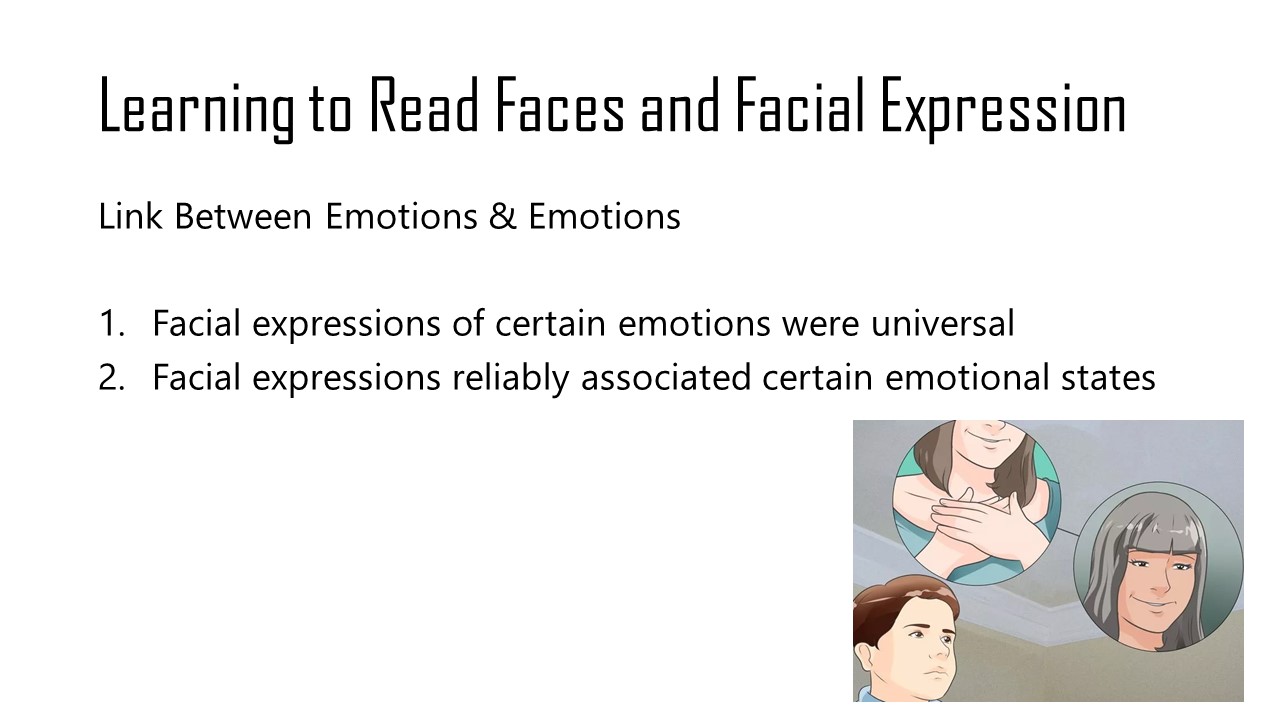 Learning to Read Faces and Facial Expression
Link Between Emotions & Emotions
1. Facial expressions of certain emotions were universal
2. Facial expressions reliably associated certain emotional states